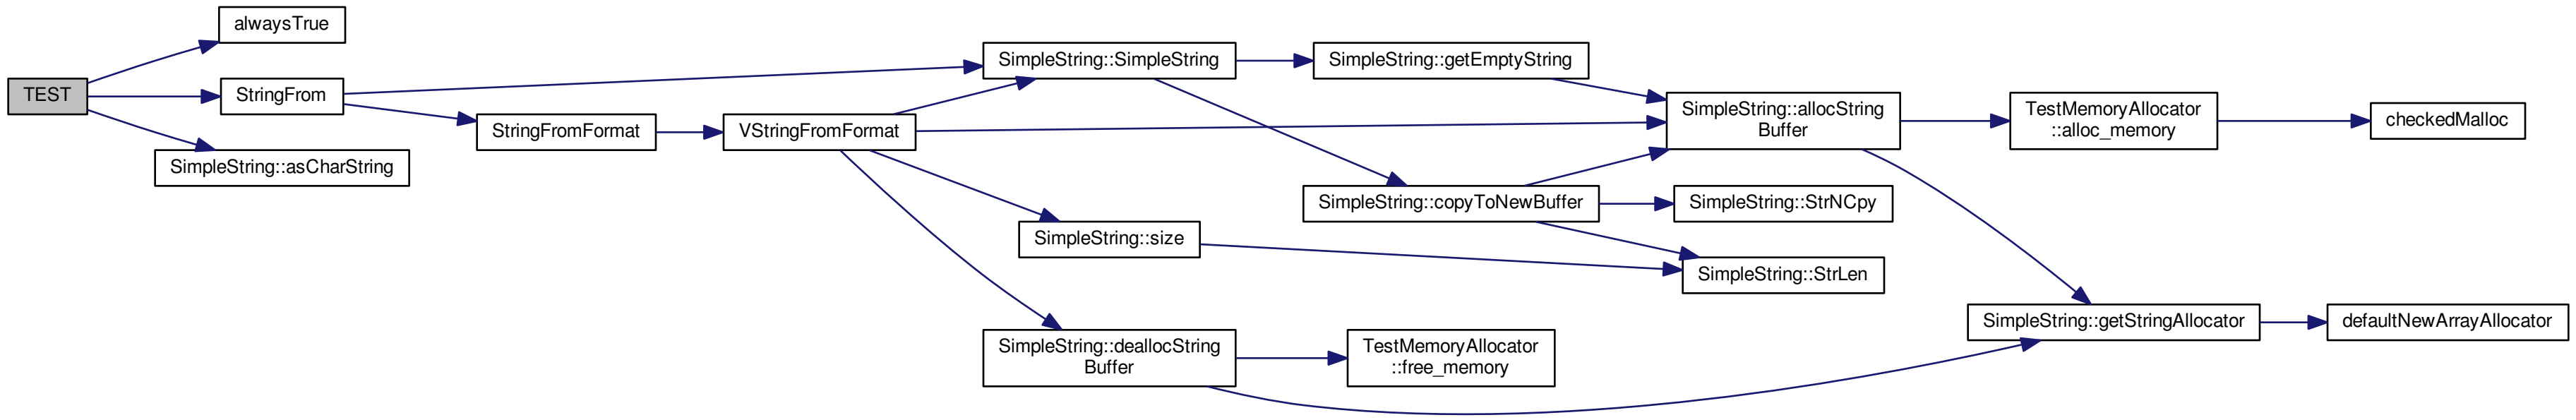 TEST
alwaysTrue
StringFrom
SimpleString::asCharString
StringFromFormat
VStringFromFormat
SimpleString::SimpleString
SimpleString::size
SimpleString::deallocString
Buffer
SimpleString::getEmptyString
SimpleString::copyToNewBuffer
TestMemoryAllocator
::free_memory
SimpleString::allocString
Buffer
SimpleString::StrNCpy
SimpleString::StrLen
TestMemoryAllocator
::alloc_memory
SimpleString::getStringAllocator
checkedMalloc
defaultNewArrayAllocator